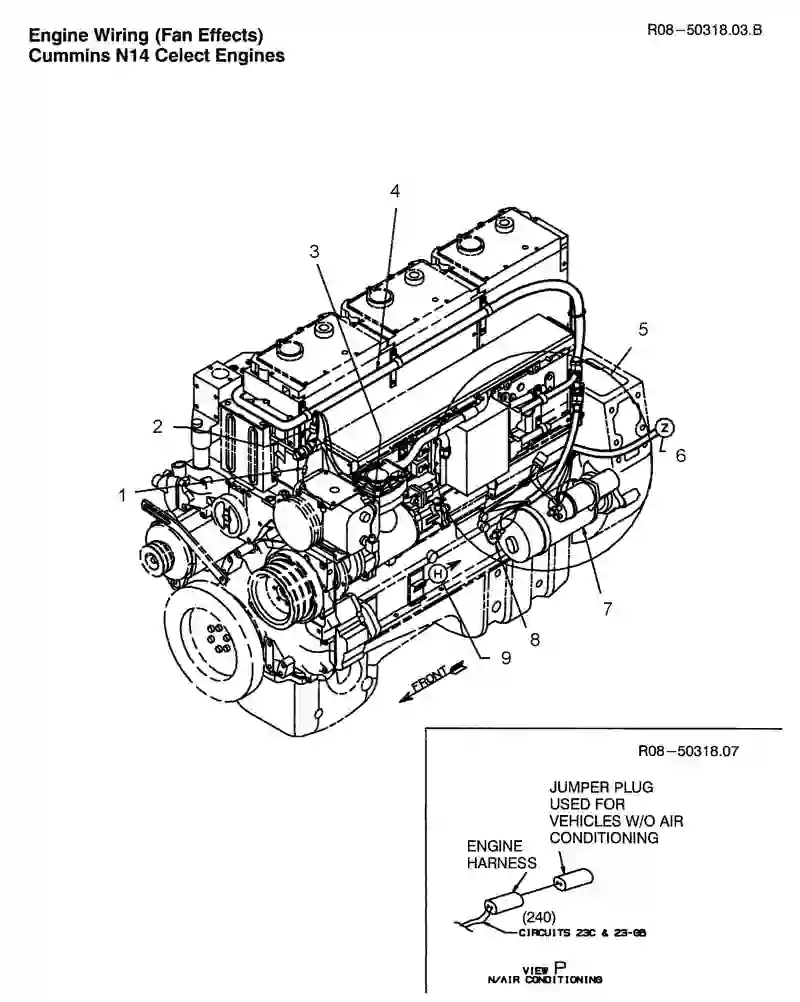 Engine Wiring (Fan Effects)
Cummins N14 Celect Engines
R08-50318.03.B
4
3
5
2
Z
6
1
H
7
8
9
FRONT
R08-50318.07
JUMPER PLUG
USED FOR
VEHICLES W/O AIR
CONDITIONING
ENGINE
HARNESS
(240)
CIRCUITS 23C & 23-GB
VIEW P
N/AIR CONDITIONING